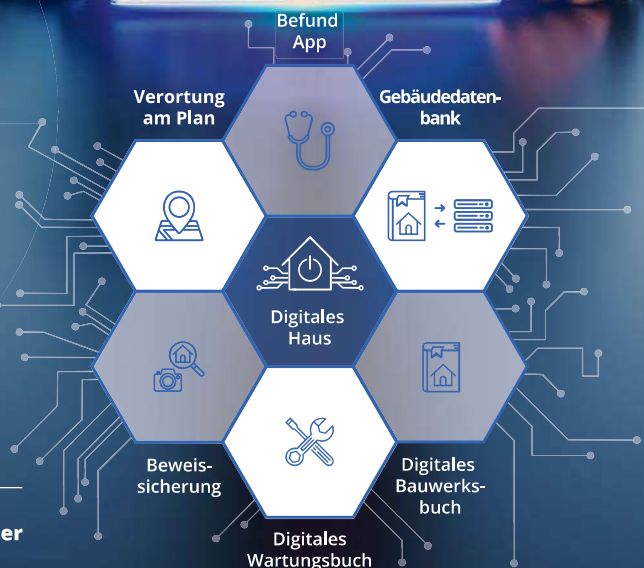 Befund
App
Verortung
am Plan
Gebäudedaten-
bank
Digitales
Haus
Beweis-
sicherung
Digitales
Bauwerks-
buch
er
Digitales
Wartungsbuch